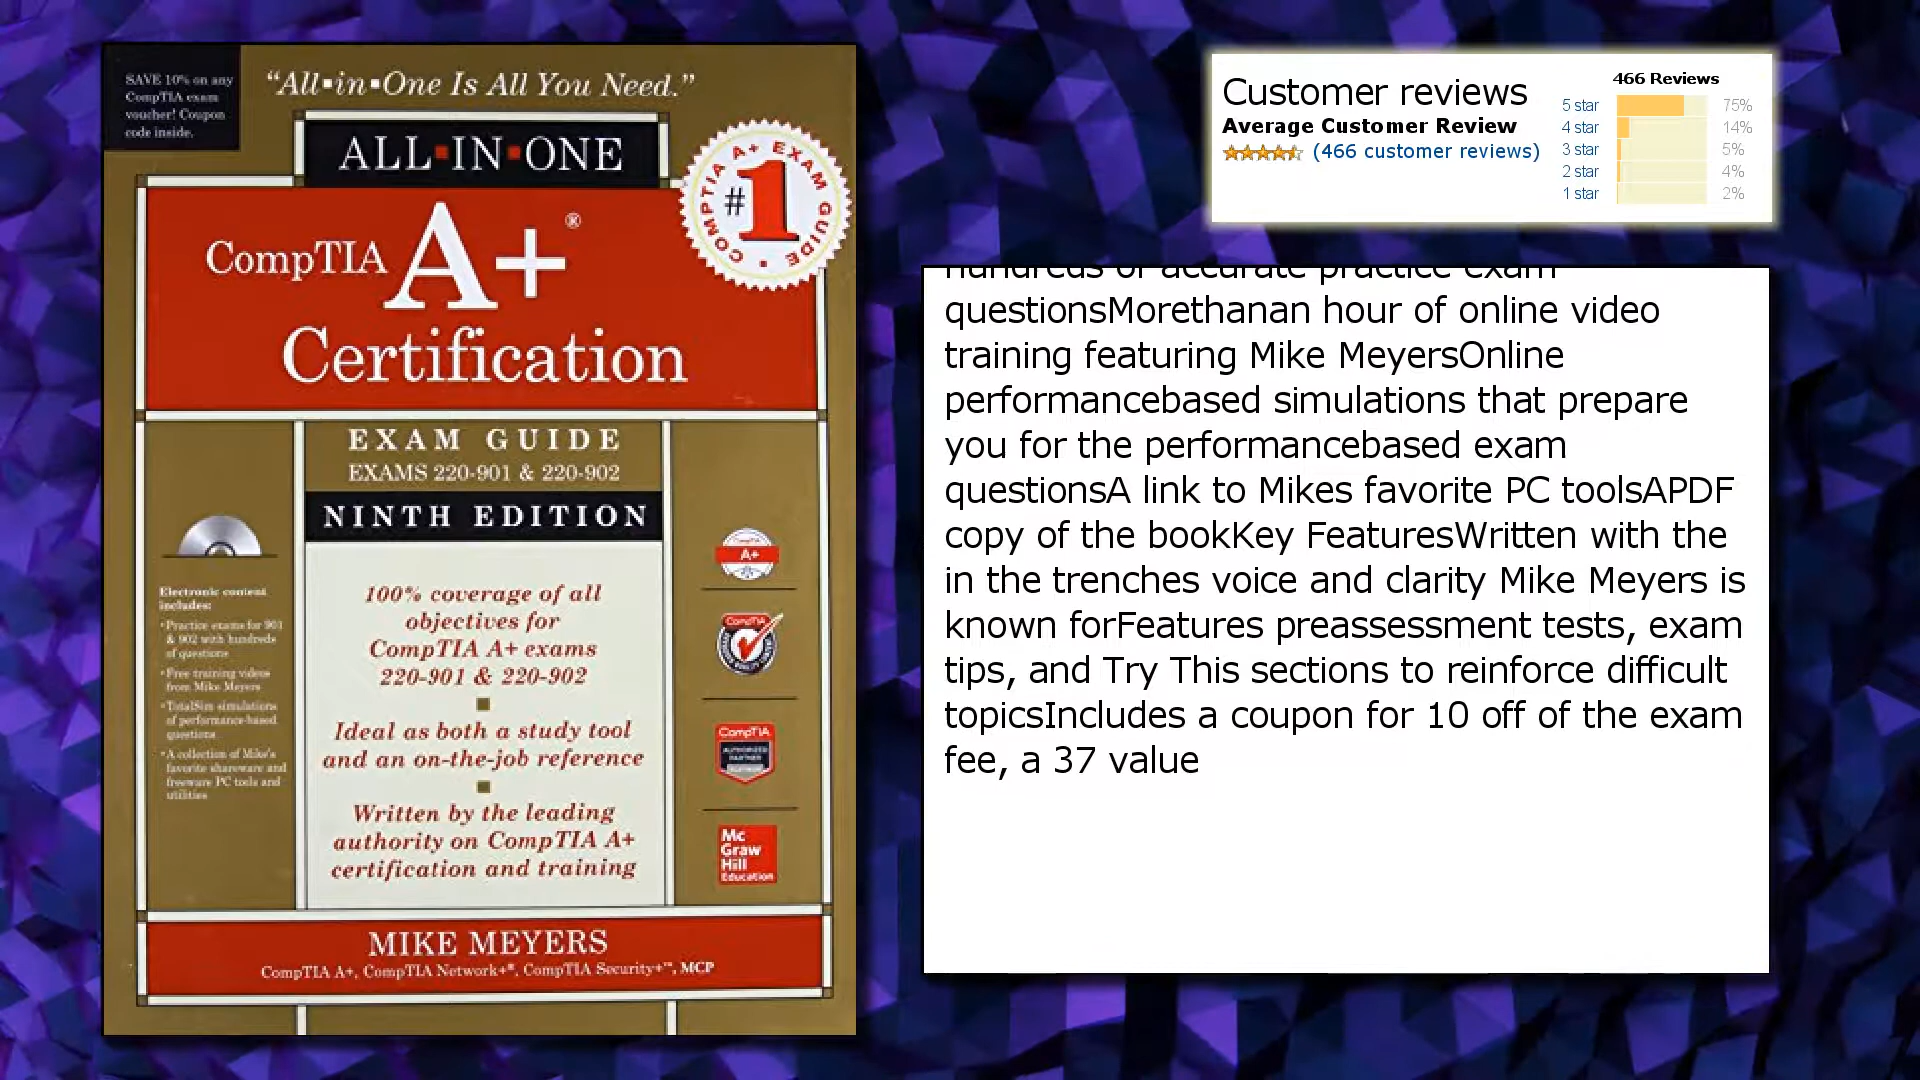 SAVE 10% on any
CompTIA exam
voucher! Coupon
code inside.
“All▪in▪One Is All You Need.”
ALL▪IN▪ONE
COMPTIA A+ EXAM GUIDE •
#1
CompTIA A+®
Certification
EXAM GUIDE
EXAMS 220-901 & 220-902
NINTH EDITION
Electronic content
includes:
• Practice exams for 901
& 902 with hundreds
of questions
• Free training videos
from Mike Meyers
• TotalSim simulations
of performance-based
questions
• A collection of Mike's
favorite shareware and
freeware PC tools and
utilities
100% coverage of all
objectives for
CompTIA A+ exams
220-901 & 220-902
Ideal as both a study tool
and an on-the-job reference
Written by the leading
authority on CompTIA A+
certification and training
A+
CompTIA
CompTIA
AUTHORIZED
PARTNER
Mc
Graw
Hill
Education
MIKE MEYERS
CompTIA A+, CompTIA Network+®, CompTIA Security+™, MCP
Customer reviews
Average Customer Review
(466 customer reviews)
466 Reviews
5 star 75%
4 star 14%
3 star 5%
2 star 4%
1 star 2%
hundreds of accurate practice exam
questionsMorethanan hour of online video
training featuring Mike MeyersOnline
performancebased simulations that prepare
you for the performancebased exam
questionsA link to Mikes favorite PC toolsAPDF
copy of the bookKey FeaturesWritten with the
in the trenches voice and clarity Mike Meyers is
known forFeatures preassessment tests, exam
tips, and Try This sections to reinforce difficult
topicsIncludes a coupon for 10 off of the exam
fee, a 37 value